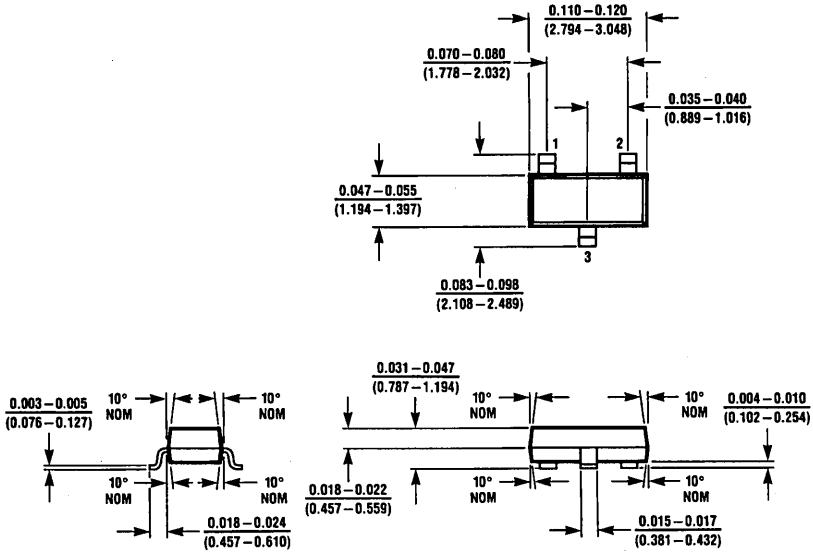 0.110 – 0.120
(2.794 – 3.048)
0.070 – 0.080
(1.778 – 2.032)
0.035 – 0.040
(0.889 – 1.016)
1
2
0.047 – 0.055
(1.194 – 1.397)
3
0.083 – 0.098
(2.108 – 2.489)
0.031 – 0.047
(0.787 – 1.194)
0.003 – 0.005
(0.076 – 0.127)
10°
NOM
10°
NOM
10°
NOM
10°
NOM
0.004 – 0.010
(0.102 – 0.254)
10°
NOM
10°
NOM
0.018 – 0.022
(0.457 – 0.559)
10°
NOM
10°
NOM
0.018 – 0.024
(0.457 – 0.610)
0.015 – 0.017
(0.381 – 0.432)